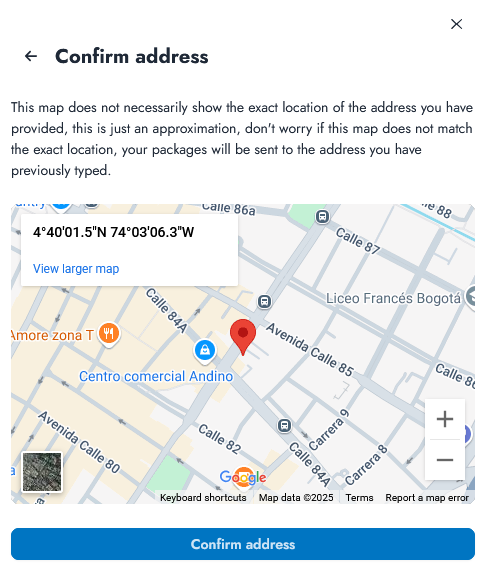 Confirm address
This map does not necessarily show the exact location of the address you have
provided, this is just an approximation, don't worry if this map does not match
the exact location, your packages will be sent to the address you have
previously typed.
Calle 86a
le 88
4°40'01.5"N 74°03'06.3"W
View larger map
Calle 87
Liceo Francés Bogotá
Calle 84A
Amore zona T
Avenida Calle 85
Centro comercial Andino
Calle 86
Avenida Calle 80
Calle 82
Carrera 9
Calle 84A
Carrera 8
a
Google
Keyboard shortcuts
Map data ©2025
Terms
Report a map error
Confirm address